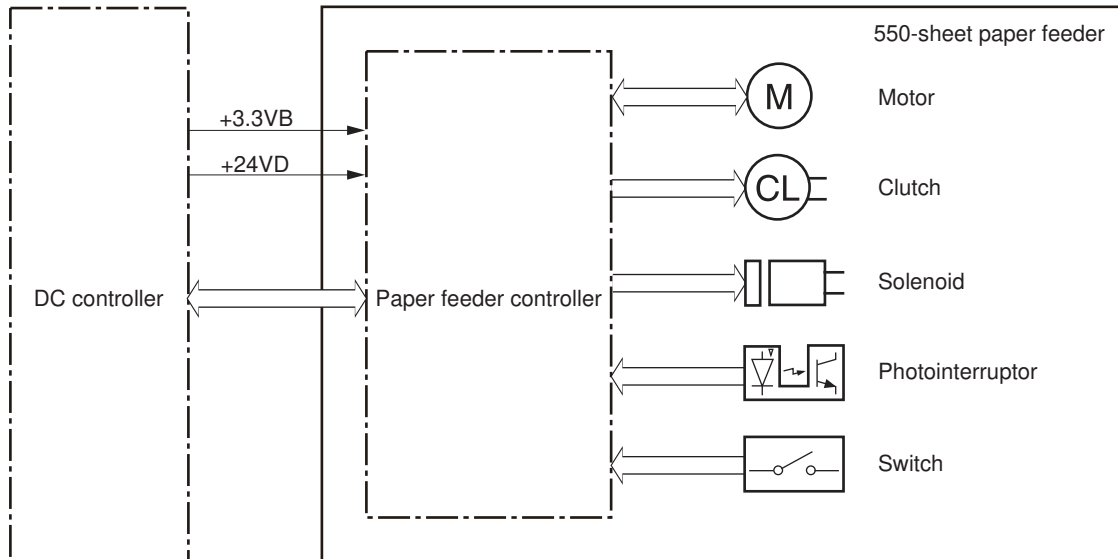 550-sheet paper feeder
M
Motor
+3.3VB
+24VD
CL
Clutch
DC controller
Paper feeder controller
Solenoid
Photointerruptor
Switch